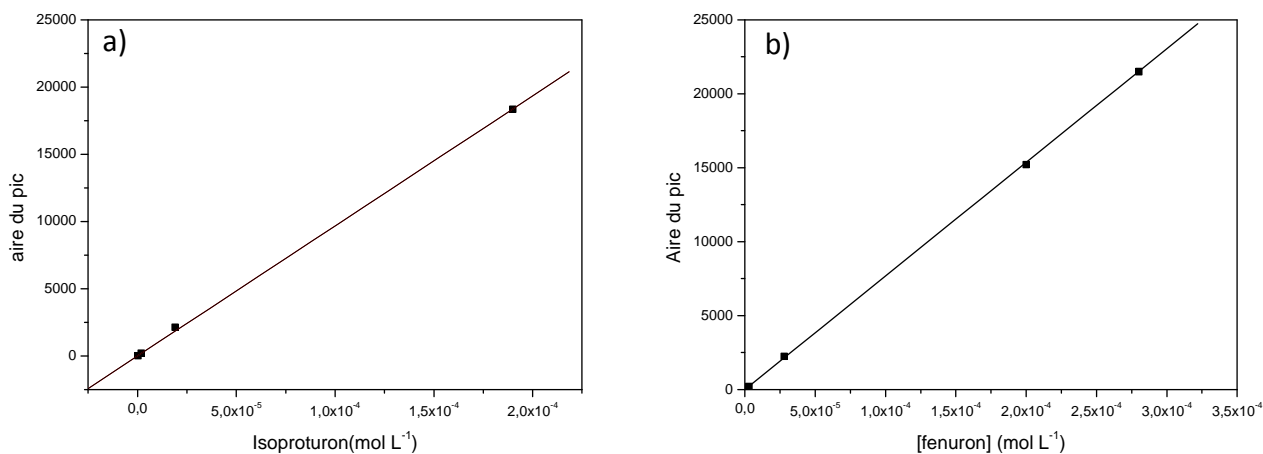 a)
25000
20000
15000
10000
5000
0
aire du pic
0,0
5,0x10⁻⁵
1,0x10⁻⁴
1,5x10⁻⁴
2,0x10⁻⁴
Isoproturon(mol L⁻¹)
b)
25000
20000
15000
10000
5000
0
Aire du pic
0,0
5,0x10⁻⁵
1,0x10⁻⁴
1,5x10⁻⁴
2,0x10⁻⁴
2,5x10⁻⁴
3,0x10⁻⁴
3,5x10⁻⁴
[fenuron] (mol L⁻¹)